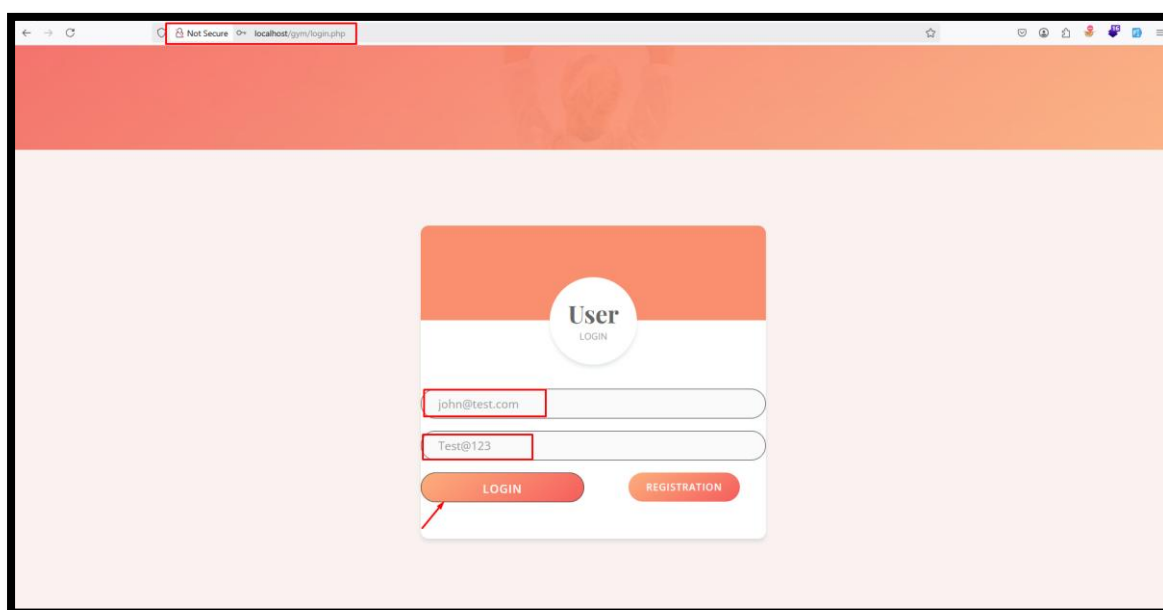 Not Secure localhost/gym/login.php
User
LOGIN
john@test.com
Test@123
LOGIN
REGISTRATION